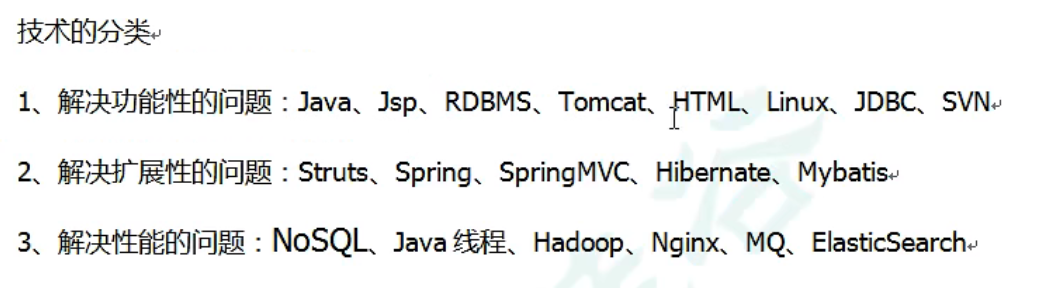 技术的分类
1、解决功能性的问题：Java、Jsp、RDBMS、Tomcat、HTML、Linux、JDBC、SVN
2、解决扩展性的问题：Struts、Spring、SpringMVC、Hibernate、Mybatis
3、解决性能的问题：NoSQL、Java 线程、Hadoop、Nginx、MQ、ElasticSearch